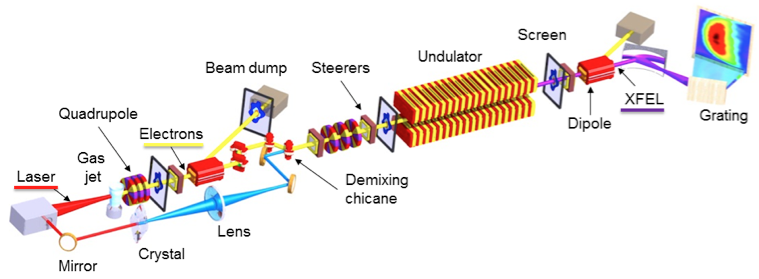 Screen
Undulator
Steerers
Beam dump
Quadrupole
Electrons
XFEL
Grating
Dipole
Gas
jet
Demixing
chicane
Laser
Lens
Crystal
Mirror